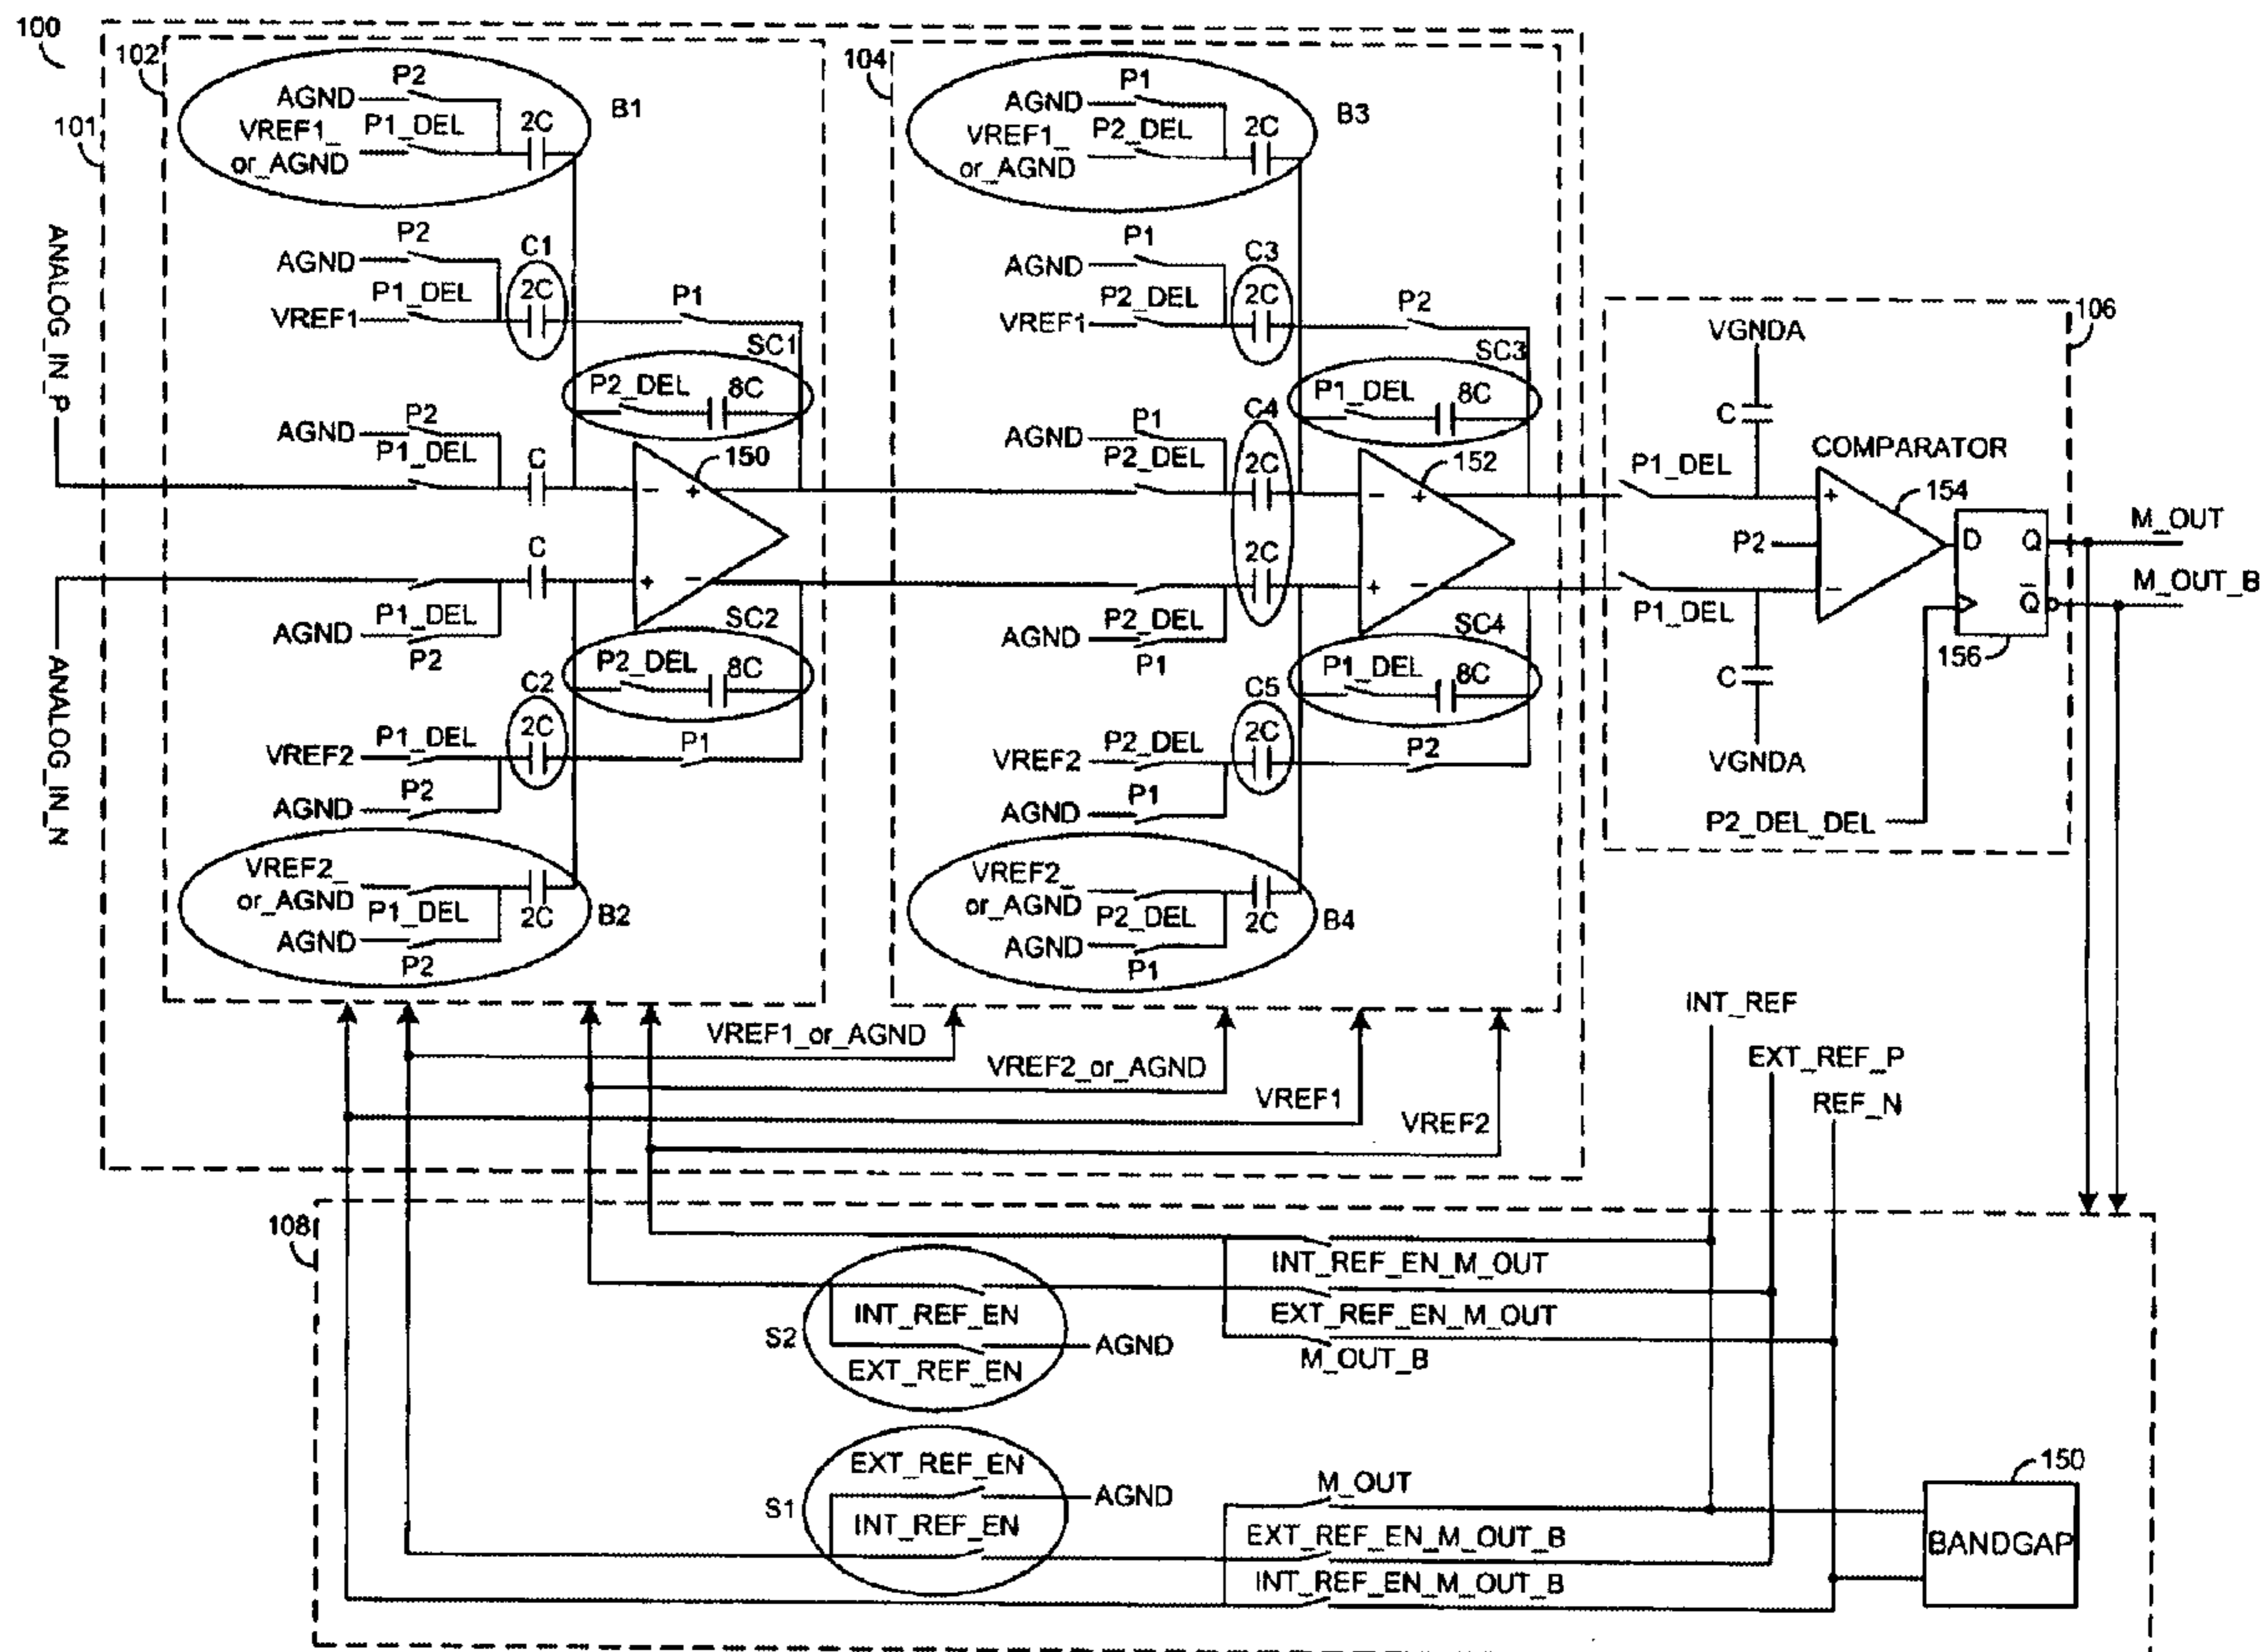 100
101
102
P2
AGND
VREF1_
or_AGND
P1_DEL
2C
B1
P2
AGND
P1_DEL
VREF1
C1
2C
P1
SC1
P2_DEL
8C
ANALOG_IN_P
P2
AGND
P1_DEL
C
150
-
+
C
+
-
P1_DEL
AGND
P2
SC2
P2_DEL
8C
ANALOG_IN_N
C2
2C
P1_DEL
VREF2
P1
P2
AGND
VREF2_
or_AGND
P1_DEL
2C
AGND
P2
B2
104
P1
AGND
VREF1_
or_AGND
P2_DEL
2C
B3
P1
AGND
P2_DEL
VREF1
C3
2C
P2
SC3
P1_DEL
8C
P1
AGND
P2_DEL
C4
2C
152
-
+
2C
+
-
P2_DEL
AGND
P1
SC4
P1_DEL
8C
C5
2C
P2_DEL
VREF2
P2
P1
AGND
VREF2_
or_AGND
P2_DEL
2C
AGND
P1
B4
106
VGNDA
C
COMPARATOR
P1_DEL
154
+
P2
-
D
Q
Q̅
M_OUT
M_OUT_B
P1_DEL
156
C
VGNDA
P2_DEL_DEL
VREF1_or_AGND
VREF2_or_AGND
VREF1
VREF2
INT_REF
EXT_REF_P
REF_N
108
INT_REF_EN_M_OUT
INT_REF_EN
EXT_REF_EN_M_OUT
S2
AGND
EXT_REF_EN
M_OUT_B
EXT_REF_EN
S1
AGND
INT_REF_EN
M_OUT
EXT_REF_EN_M_OUT_B
INT_REF_EN_M_OUT_B
150
BANDGAP